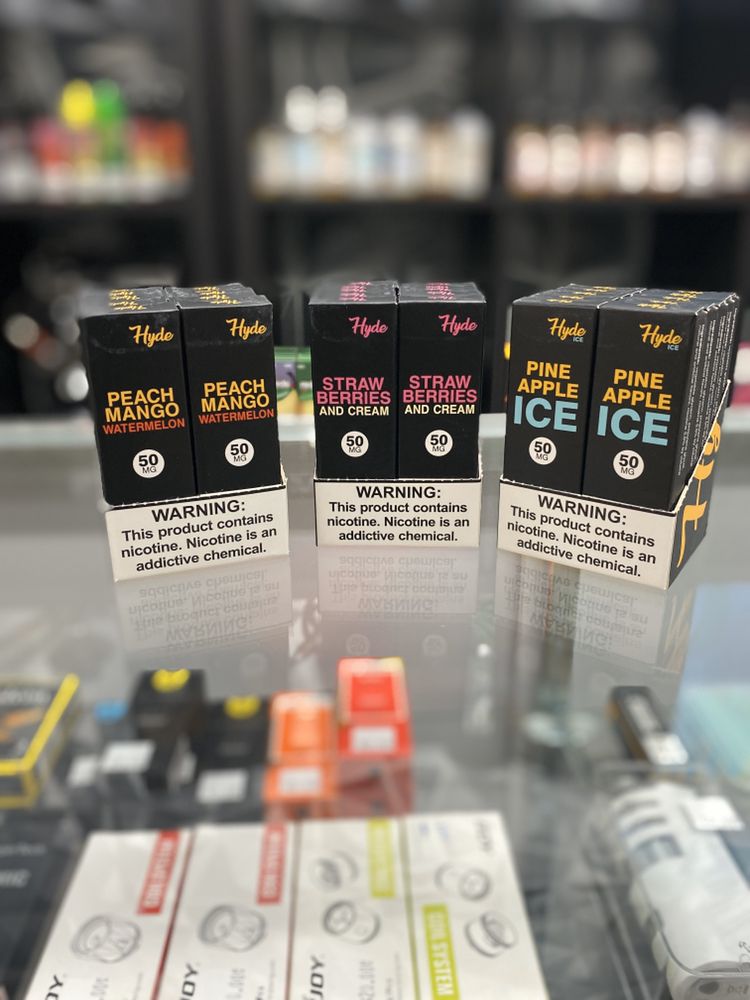 Hyde
PEACH
MANGO
WATERMELON
50
MG
Hyde
PEACH
MANGO
WATERMELON
50
MG
WARNING:
This product contains
nicotine. Nicotine is an
addictive chemical.
Hyde
STRAW
BERRIES
AND CREAM
50
MG
Hyde
STRAW
BERRIES
AND CREAM
50
MG
WARNING:
This product contains
nicotine. Nicotine is an
addictive chemical.
Hyde
ICE
PINE
APPLE
ICE
50
MG
Hyde
ICE
PINE
APPLE
ICE
50
MG
WARNING:
This product contains
nicotine. Nicotine is an
addictive chemical.
COIL SYSTEM